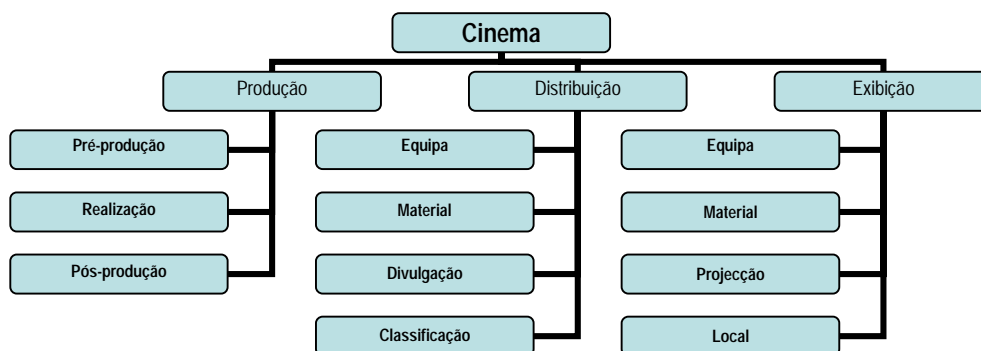 Cinema
Produção
Distribuição
Exibição
Pré-produção
Equipa
Equipa
Realização
Material
Material
Pós-produção
Divulgação
Projecção
Classificação
Local